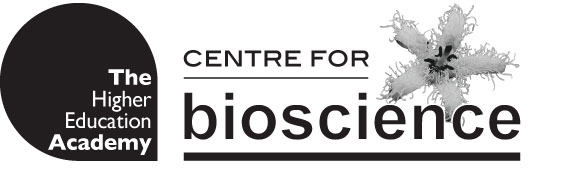 The
Higher
Education
Academy
CENTRE FOR
bioscience